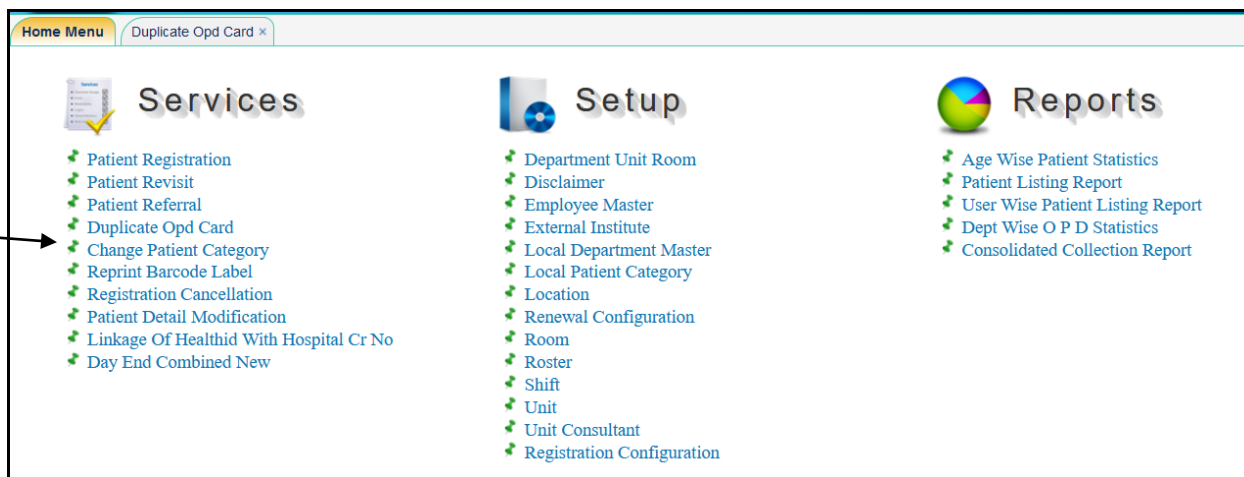 Home Menu
Duplicate Opd Card ×
Services
Patient Registration
Patient Revisit
Patient Referral
Duplicate Opd Card
Change Patient Category
Reprint Barcode Label
Registration Cancellation
Patient Detail Modification
Linkage Of Healthid With Hospital Cr No
Day End Combined New
Setup
Department Unit Room
Disclaimer
Employee Master
External Institute
Local Department Master
Local Patient Category
Location
Renewal Configuration
Room
Roster
Shift
Unit
Unit Consultant
Registration Configuration
Reports
Age Wise Patient Statistics
Patient Listing Report
User Wise Patient Listing Report
Dept Wise O P D Statistics
Consolidated Collection Report